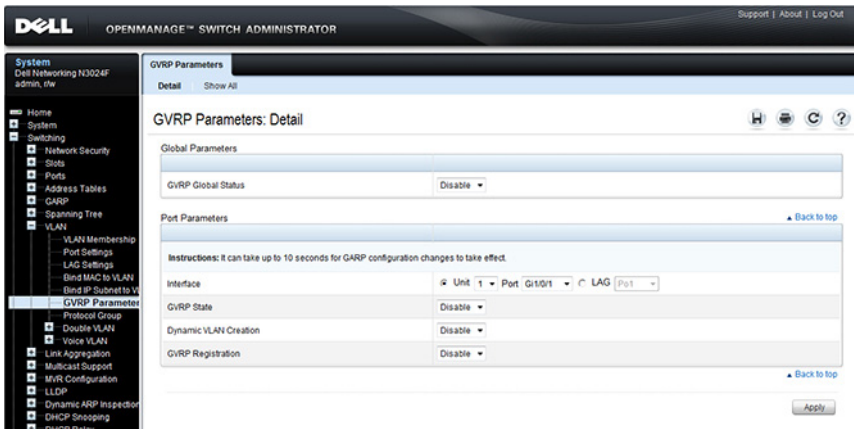 Support | About | Log Out
DELL OPENMANAGE™ SWITCH ADMINISTRATOR
System
Dell Networking N3024F
admin, r/w
Home
System
Switching
Network Security
Slots
Ports
Address Tables
GARP
Spanning Tree
VLAN
VLAN Membership
Port Settings
LAG Settings
Bind MAC to VLAN
Bind IP Subnet to VL
GVRP Parameter
Protocol Group
Double VLAN
Voice VLAN
Link Aggregation
Multicast Support
MVR Configuration
LLDP
Dynamic ARP Inspection
DHCP Snooping
DHCP Relay
GVRP Parameters
Detail Show All
GVRP Parameters: Detail
Global Parameters
GVRP Global Status Disable
Port Parameters Back to top
Instructions: It can take up to 10 seconds for GARP configuration changes to take effect.
Interface Unit 1 Port Gi1/0/1 LAG Po1
GVRP State Disable
Dynamic VLAN Creation Disable
GVRP Registration Disable
Back to top
Apply